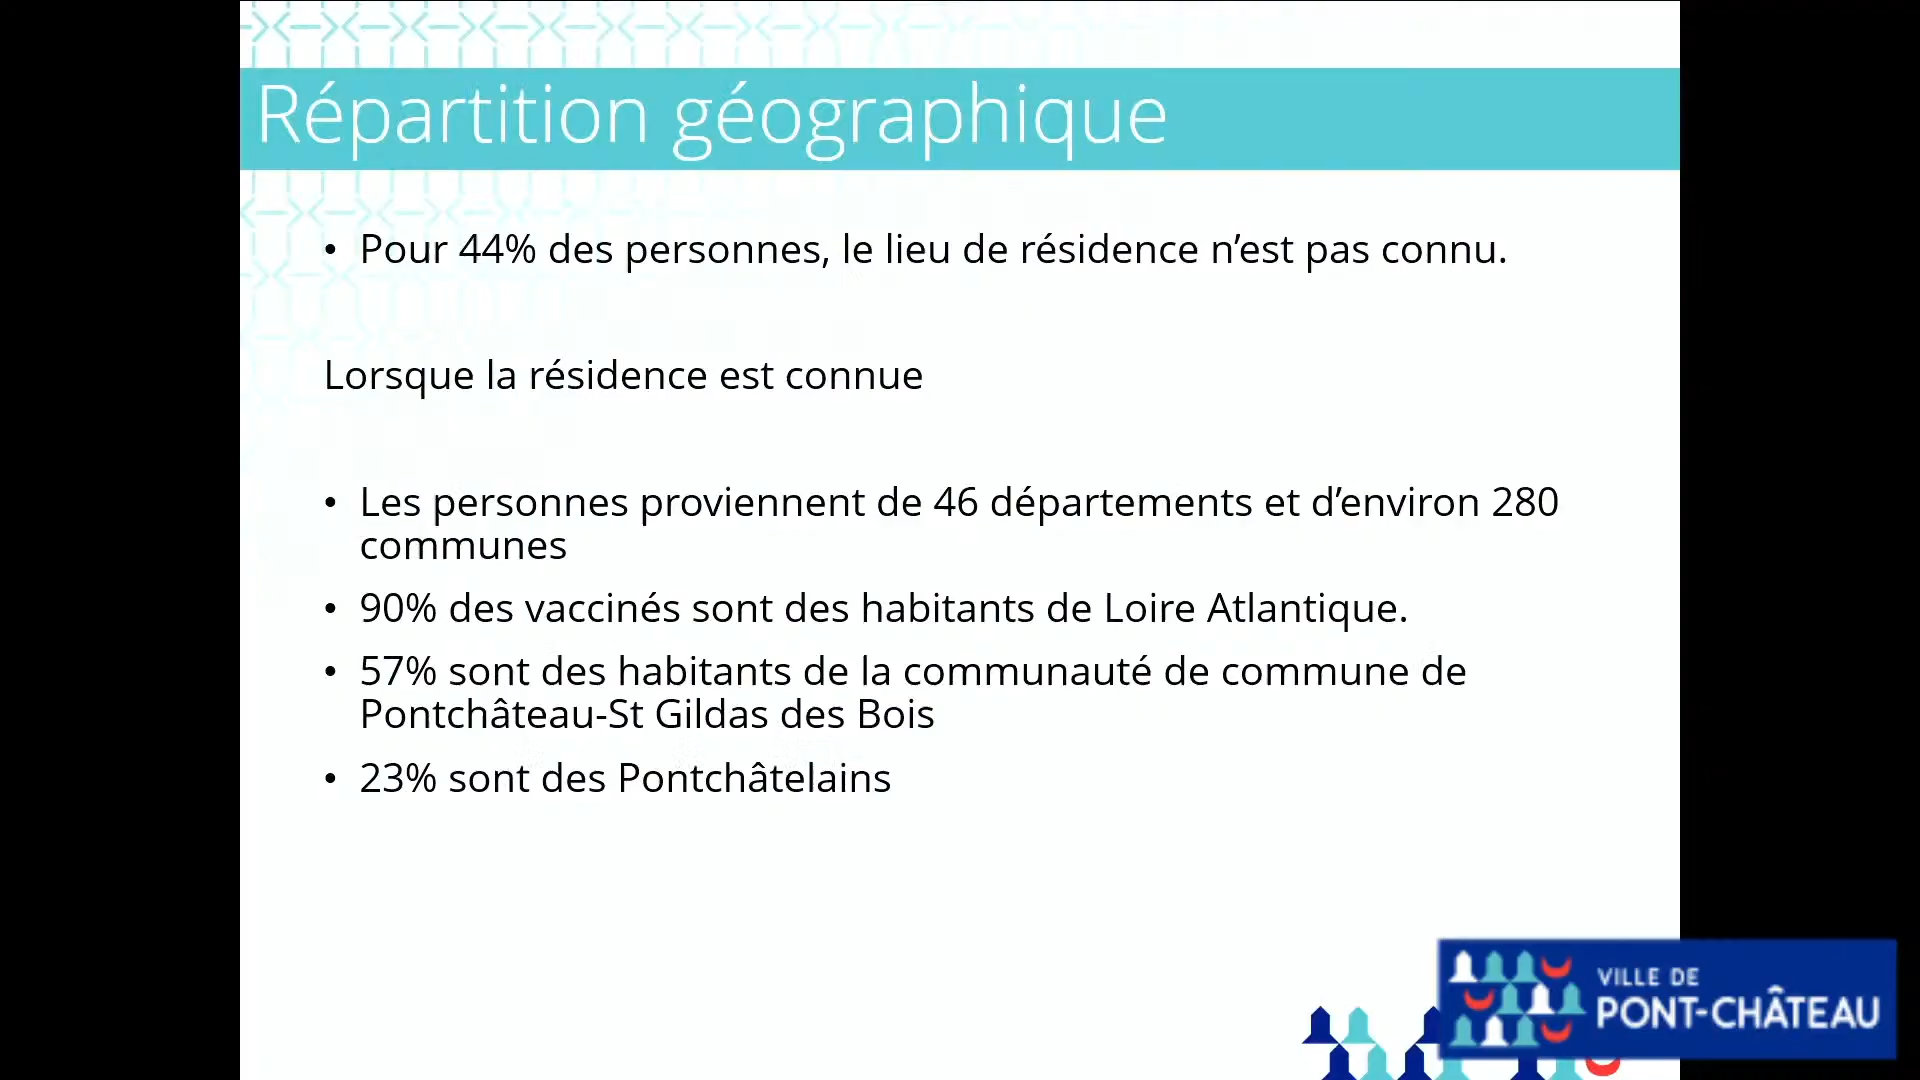 Répartition géographique
• Pour 44% des personnes, le lieu de résidence n’est pas connu.
Lorsque la résidence est connue
• Les personnes proviennent de 46 départements et d’environ 280
communes
• 90% des vaccinés sont des habitants de Loire Atlantique.
• 57% sont des habitants de la communauté de commune de
Pontchâteau-St Gildas des Bois
• 23% sont des Pontchâtelains
VILLE DE
PONT-CHÂTEAU